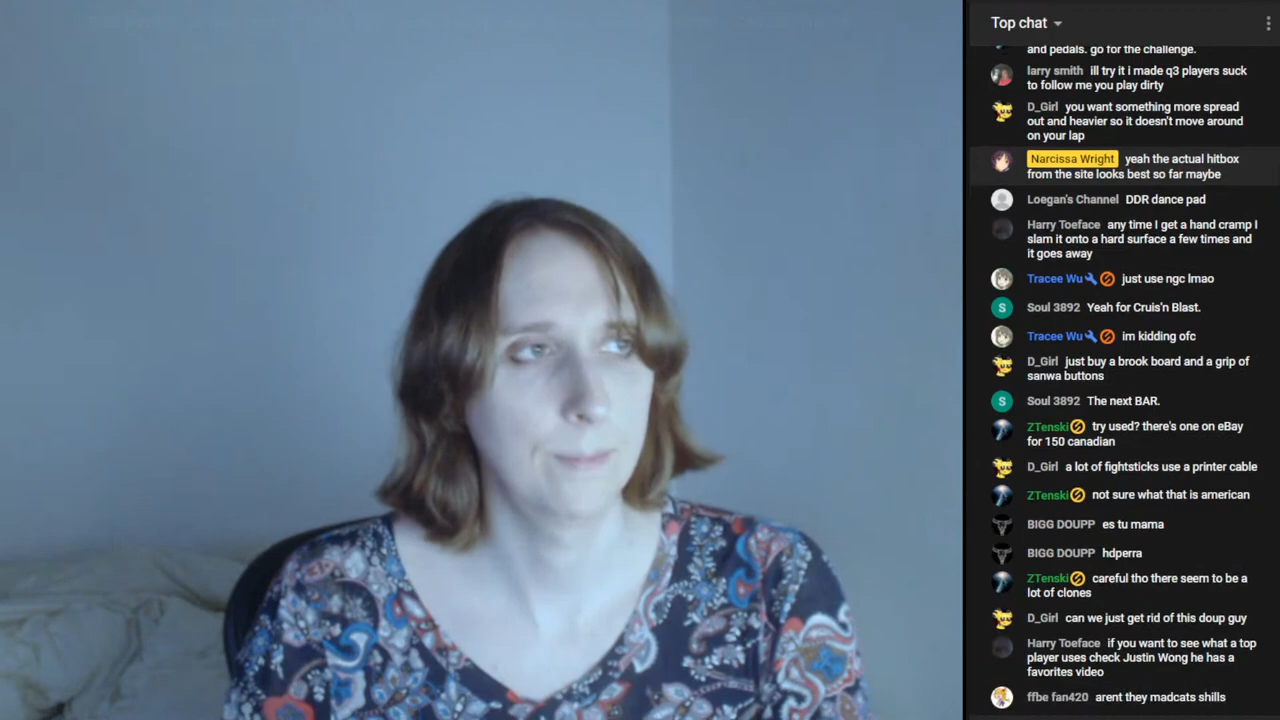 Top chat
and pedals. go for the challenge.
larry smith ill try it i made q3 players suck
to follow me you play dirty
D_Girl you want something more spread
out and heavier so it doesn't move around
on your lap
Narcissa Wright yeah the actual hitbox
from the site looks best so far maybe
Loegan's Channel DDR dance pad
Harry Toeface any time I get a hand cramp I
slam it onto a hard surface a few times and
it goes away
Tracee Wu just use ngc lmao
S Soul 3892 Yeah for Cruis'n Blast.
Tracee Wu im kidding ofc
D_Girl just buy a brook board and a grip of
sanwa buttons
S Soul 3892 The next BAR.
ZTenski try used? there's one on eBay
for 150 canadian
D_Girl a lot of fightsticks use a printer cable
ZTenski not sure what that is american
BIGG DOUPP es tu mama
BIGG DOUPP hdperra
ZTenski careful tho there seem to be a
lot of clones
D_Girl can we just get rid of this doup guy
Harry Toeface if you want to see what a top
player uses check Justin Wong he has a
favorites video
ffbe fan420 arent they madcats shills